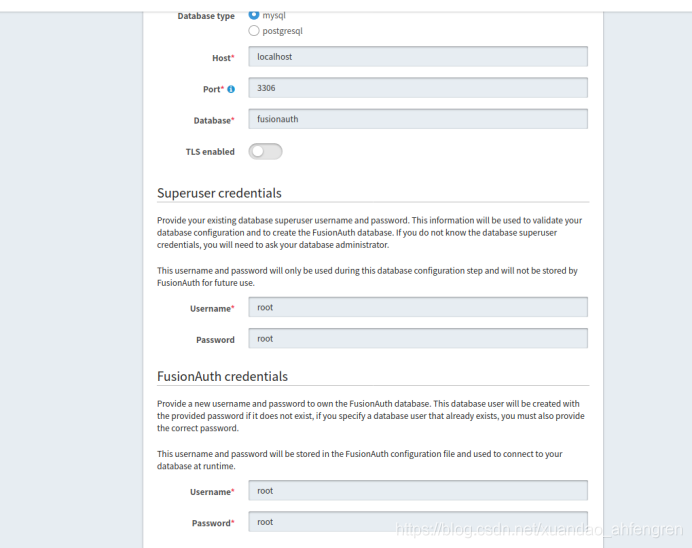 Database type
mysql
postgresql
Host*
localhost
Port*
3306
Database*
fusionauth
TLS enabled
Superuser credentials
Provide your existing database superuser username and password. This information will be used to validate your
database configuration and to create the FusionAuth database. If you do not know the database superuser
credentials, you will need to ask your database administrator.
This username and password will only be used during this database configuration step and will not be stored by
FusionAuth for future use.
Username*
root
Password
root
FusionAuth credentials
Provide a new username and password to own the FusionAuth database. This database user will be created with
the provided password if it does not exist, if you specify a database user that already exists, you must also provide
the correct password.
This username and password will be stored in the FusionAuth configuration file and used to connect to your
database at runtime.
Username*
root
Password*
root
https://blog.csdn.net/xuandao_ahfengren